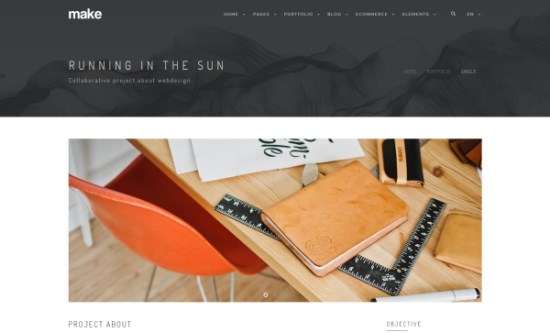 make
HOME PAGES PORTFOLIO BLOG ECOMMERCE ELEMENTS EN
RUNNING IN THE SUN
Collaborative project about webdesign.
HOME PORTFOLIO SINGLE
PROJECT ABOUT
OBJECTIVE